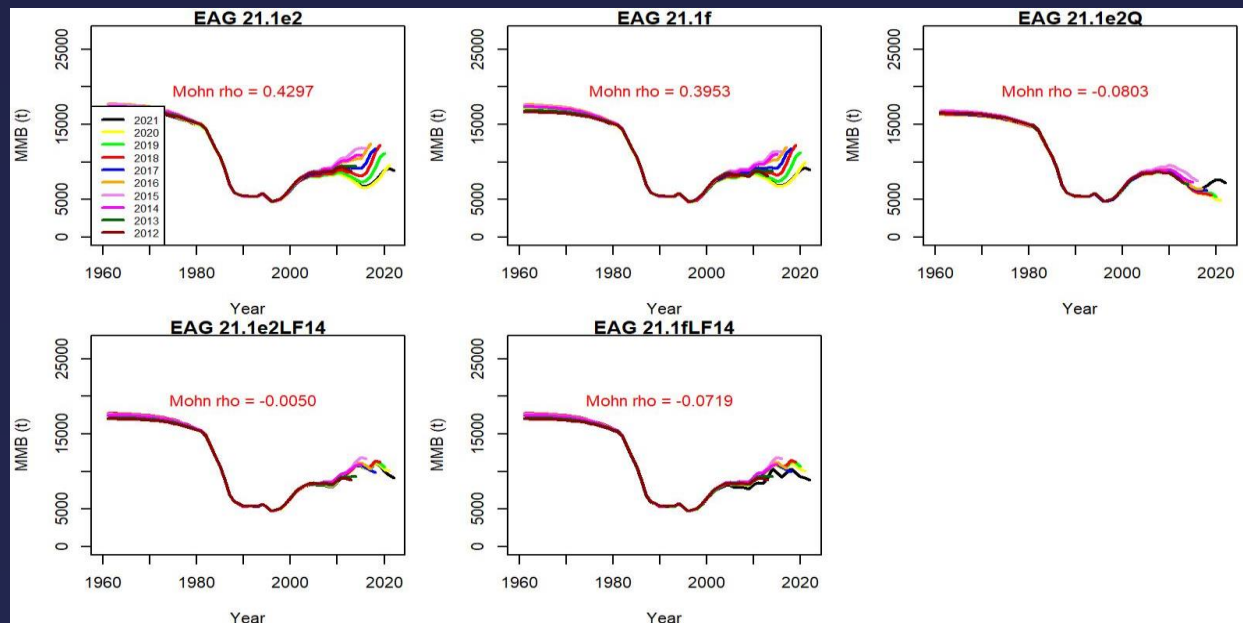 EAG 21.1e2
MMB (t)
25000
15000
5000
0
Mohn rho = 0.4297
2021
2020
2019
2018
2017
2016
2015
2014
2013
2012
1960 1980 2000 2020
Year
EAG 21.1f
MMB (t)
25000
15000
5000
0
Mohn rho = 0.3953
1960 1980 2000 2020
Year
EAG 21.1e2Q
MMB (t)
25000
15000
5000
0
Mohn rho = -0.0803
1960 1980 2000 2020
Year
EAG 21.1e2LF14
MMB (t)
25000
15000
5000
0
Mohn rho = -0.0050
1960 1980 2000 2020
Year
EAG 21.1fLF14
MMB (t)
25000
15000
5000
0
Mohn rho = -0.0719
1960 1980 2000 2020
Year